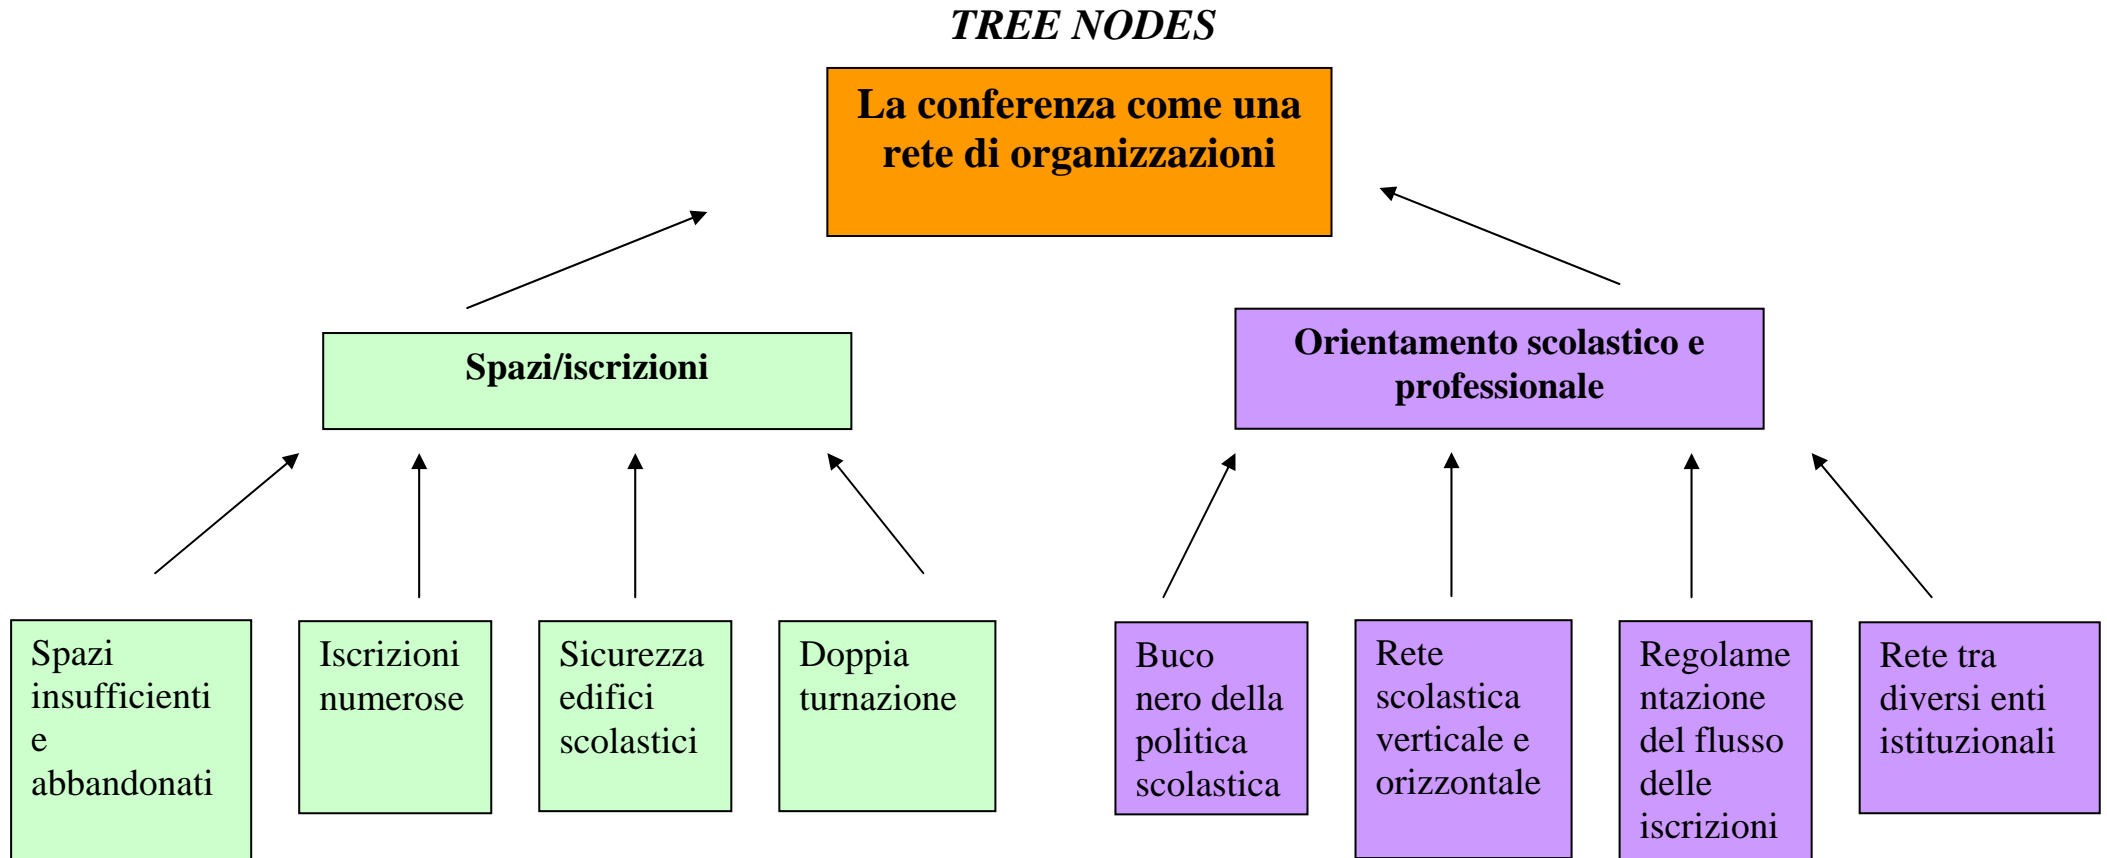 TREE NODES
La conferenza come una
rete di organizzazioni
Spazi/iscrizioni
Orientamento scolastico e
professionale
Spazi
insufficienti
e
abbandonati
Iscrizioni
numerose
Sicurezza
edifici
scolastici
Doppia
turnazione
Buco
nero della
politica
scolastica
Rete
scolastica
verticale e
orizzontale
Regolame
ntazione
del flusso
delle
iscrizioni
Rete tra
diversi enti
istituzionali